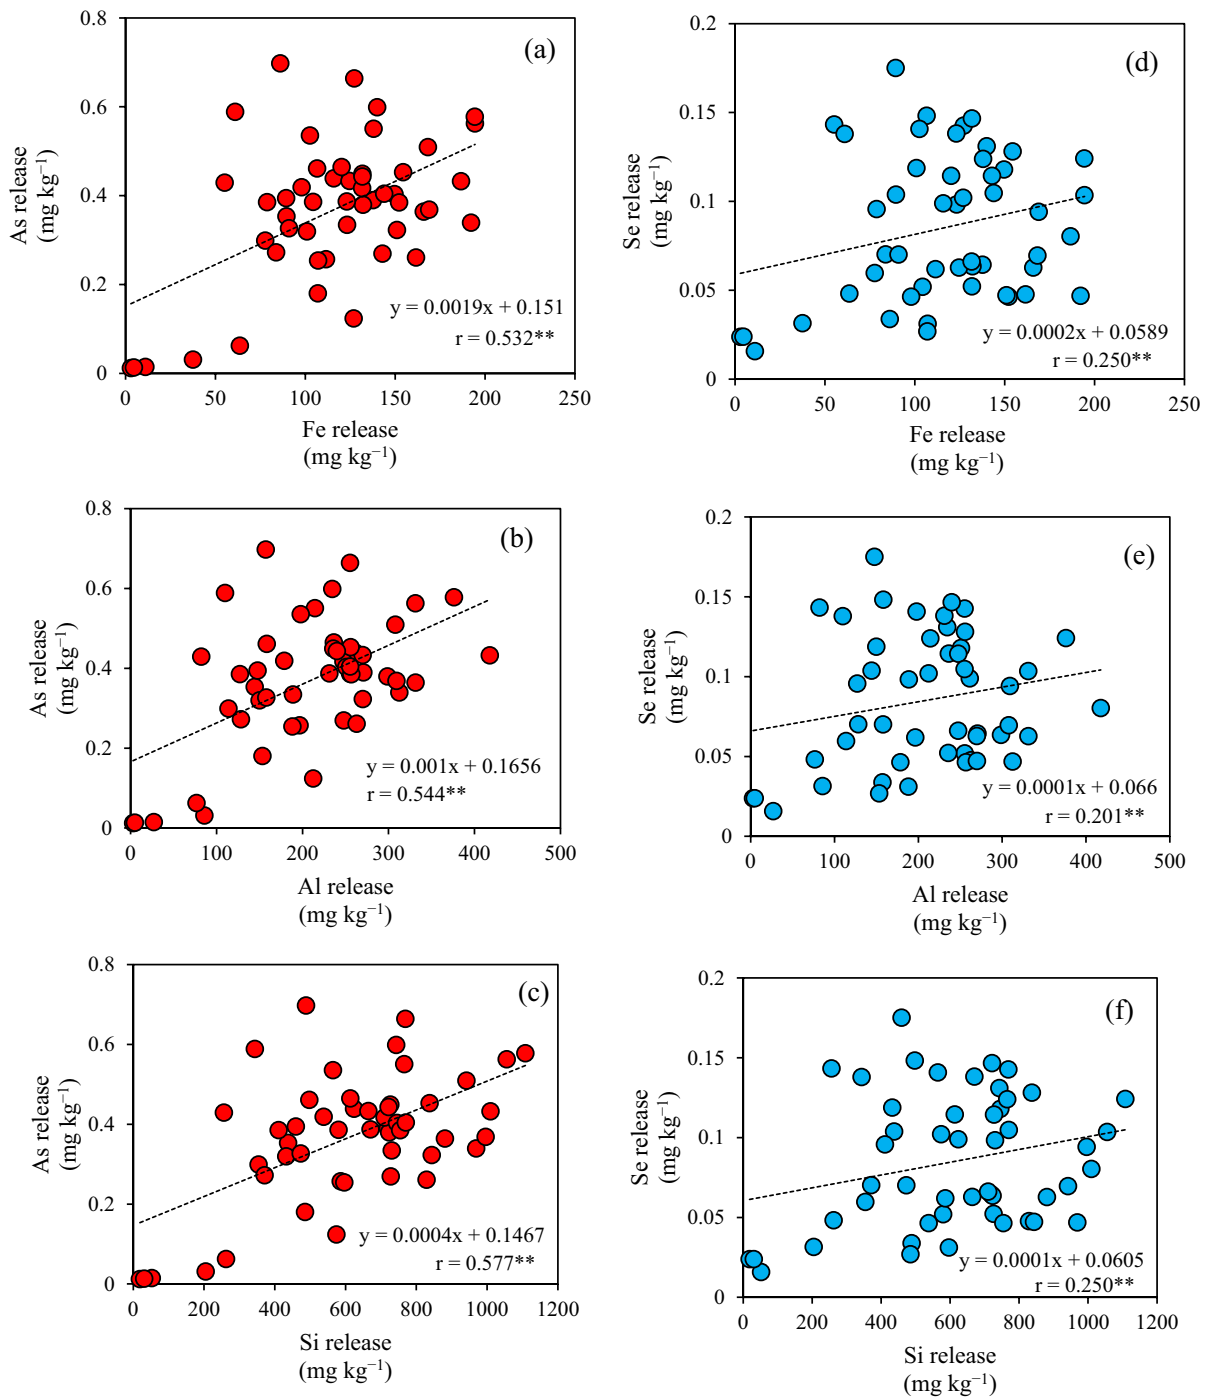 (a)
0.8
0.6
0.4
0.2
0
As release
(mg kg⁻¹)
y = 0.0019x + 0.151
r = 0.532**
0 50 100 150 200 250
Fe release
(mg kg⁻¹)
(d)
0.2
0.15
0.1
0.05
0
Se release
(mg kg⁻¹)
y = 0.0002x + 0.0589
r = 0.250**
0 50 100 150 200 250
Fe release
(mg kg⁻¹)
(b)
0.8
0.6
0.4
0.2
0
As release
(mg kg⁻¹)
y = 0.001x + 0.1656
r = 0.544**
0 100 200 300 400 500
Al release
(mg kg⁻¹)
(e)
0.2
0.15
0.1
0.05
0
Se release
(mg kg⁻¹)
y = 0.0001x + 0.066
r = 0.201**
0 100 200 300 400 500
Al release
(mg kg⁻¹)
(c)
0.8
0.6
0.4
0.2
0
As release
(mg kg⁻¹)
y = 0.0004x + 0.1467
r = 0.577**
0 200 400 600 800 1000 1200
Si release
(mg kg⁻¹)
(f)
0.2
0.15
0.1
0.05
0
Se release
(mg kg⁻¹)
y = 0.0001x + 0.0605
r = 0.250**
0 200 400 600 800 1000 1200
Si release
(mg kg⁻¹)